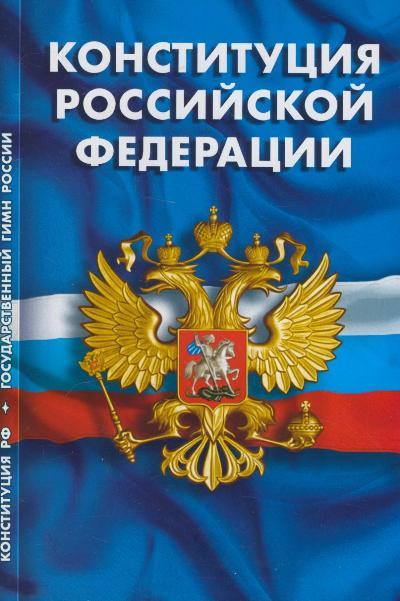 КОНСТИТУЦИЯ
РОССИЙСКОЙ
ФЕДЕРАЦИИ
КОНСТИТУЦИЯ РФ ✦ ГОСУДАРСТВЕННЫЙ ГИМН РОССИИ